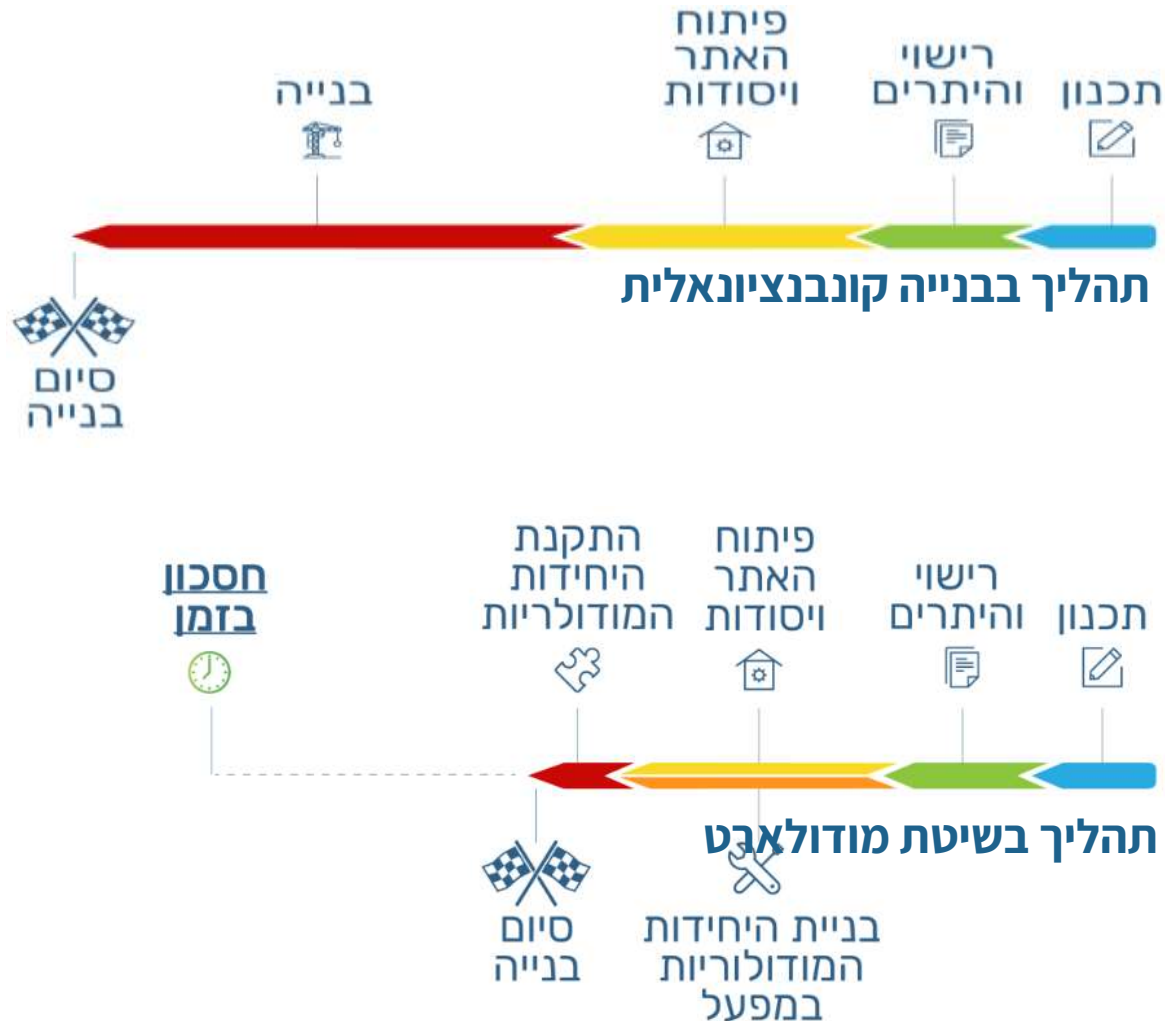 תכנון
רישוי
והיתרים
פיתוח
האתר
ויסודות
בנייה
תהליך בבנייה קונבנציונאלית
סיום
בנייה
תכנון
רישוי
והיתרים
פיתוח
האתר
ויסודות
התקנת
היחידות
המודולריות
חסכון
בזמן
תהליך בשיטת מודולארט
בניית היחידות
המודולוריות
במפעל
סיום
בנייה